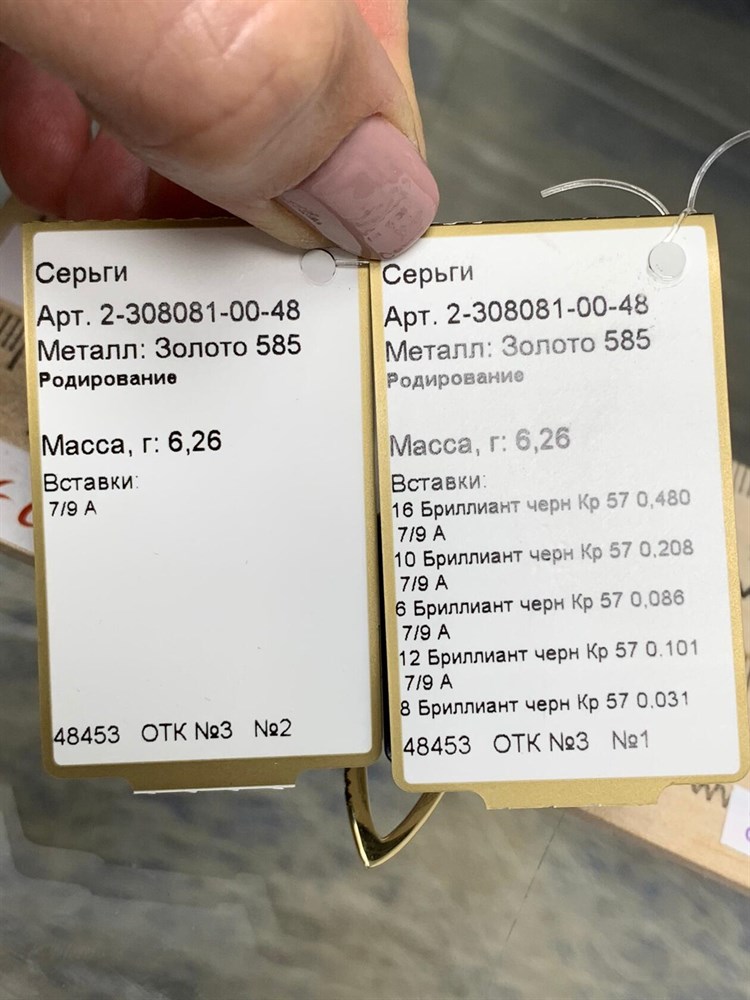 Серьги
Арт. 2-308081-00-48
Металл: Золото 585
Родирование
Масса, г: 6,26
Вставки:
7/9 А
48453 ОТК №3 №2
Серьги
Арт. 2-308081-00-48
Металл: Золото 585
Родирование
Масса, г: 6,26
Вставки:
16 Бриллиант черн Кр 57 0,480
7/9 А
10 Бриллиант черн Кр 57 0,208
7/9 А
6 Бриллиант черн Кр 57 0,086
7/9 А
12 Бриллиант черн Кр 57 0.101
7/9 А
8 Бриллиант черн Кр 57 0.031
48453 ОТК №3 №1